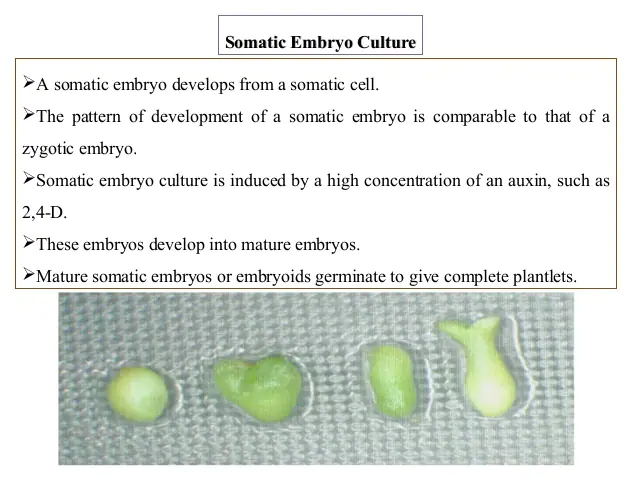 Somatic Embryo Culture
➢A somatic embryo develops from a somatic cell.
➢The pattern of development of a somatic embryo is comparable to that of a
zygotic embryo.
➢Somatic embryo culture is induced by a high concentration of an auxin, such as
2,4-D.
➢These embryos develop into mature embryos.
➢Mature somatic embryos or embryoids germinate to give complete plantlets.